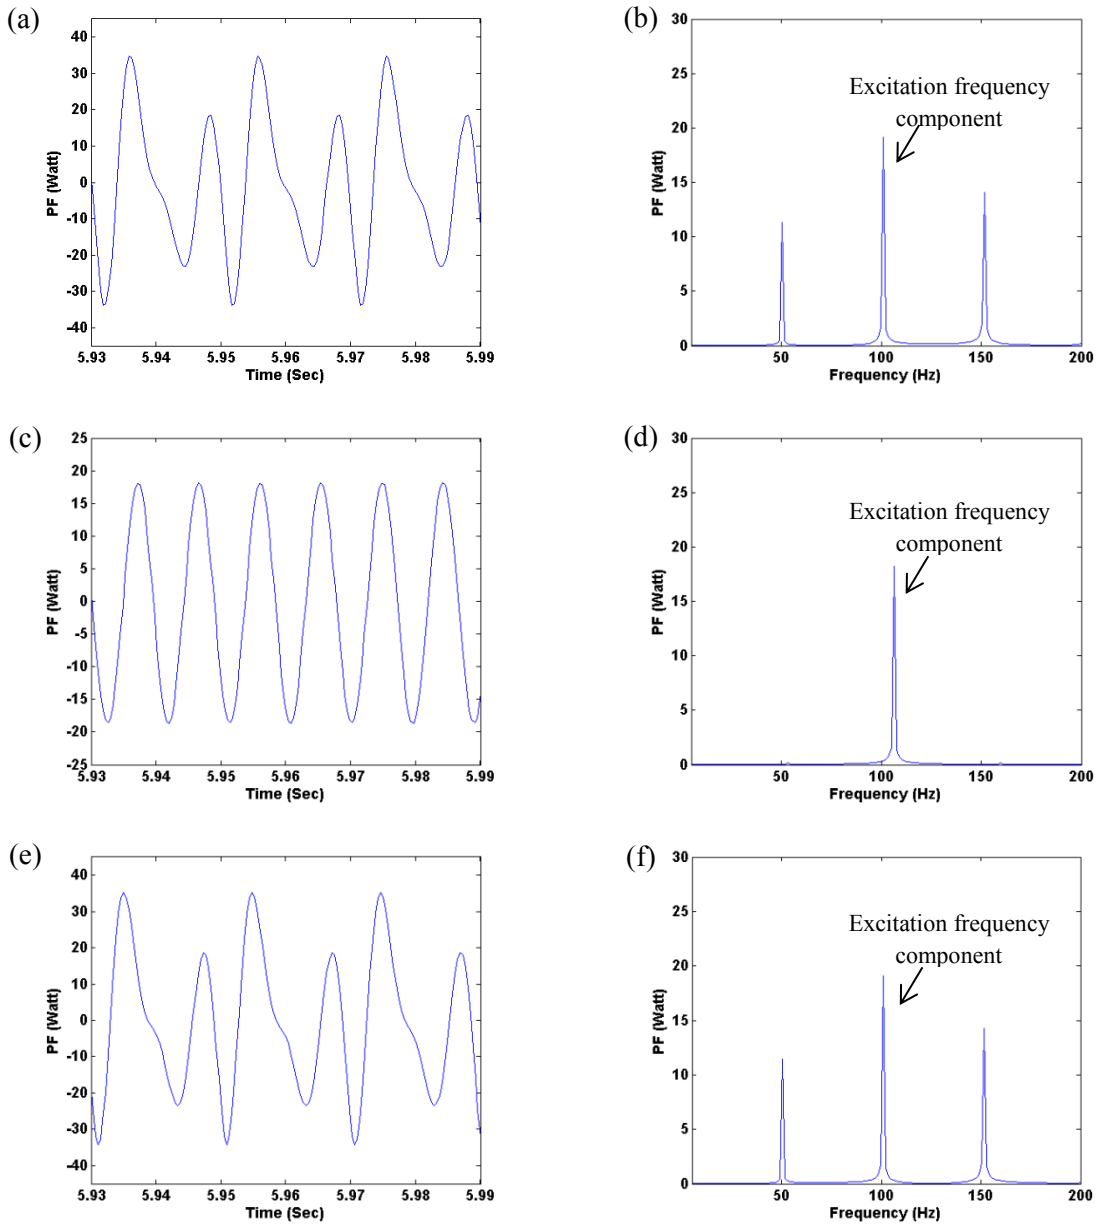 (a)
40
30
20
10
0
-10
-20
-30
-40
PF (Watt)
5.93 5.94 5.95 5.96 5.97 5.98 5.99
Time (Sec)
(b)
30
25
20
15
10
5
0
PF (Watt)
Excitation frequency
component
50 100 150 200
Frequency (Hz)
(c)
25
20
15
10
5
0
-5
-10
-15
-20
-25
PF (Watt)
5.93 5.94 5.95 5.96 5.97 5.98 5.99
Time (Sec)
(d)
30
25
20
15
10
5
0
PF (Watt)
Excitation frequency
component
50 100 150 200
Frequency (Hz)
(e)
40
30
20
10
0
-10
-20
-30
-40
PF (Watt)
5.93 5.94 5.95 5.96 5.97 5.98 5.99
Time (Sec)
(f)
30
25
20
15
10
5
0
PF (Watt)
Excitation frequency
component
50 100 150 200
Frequency (Hz)